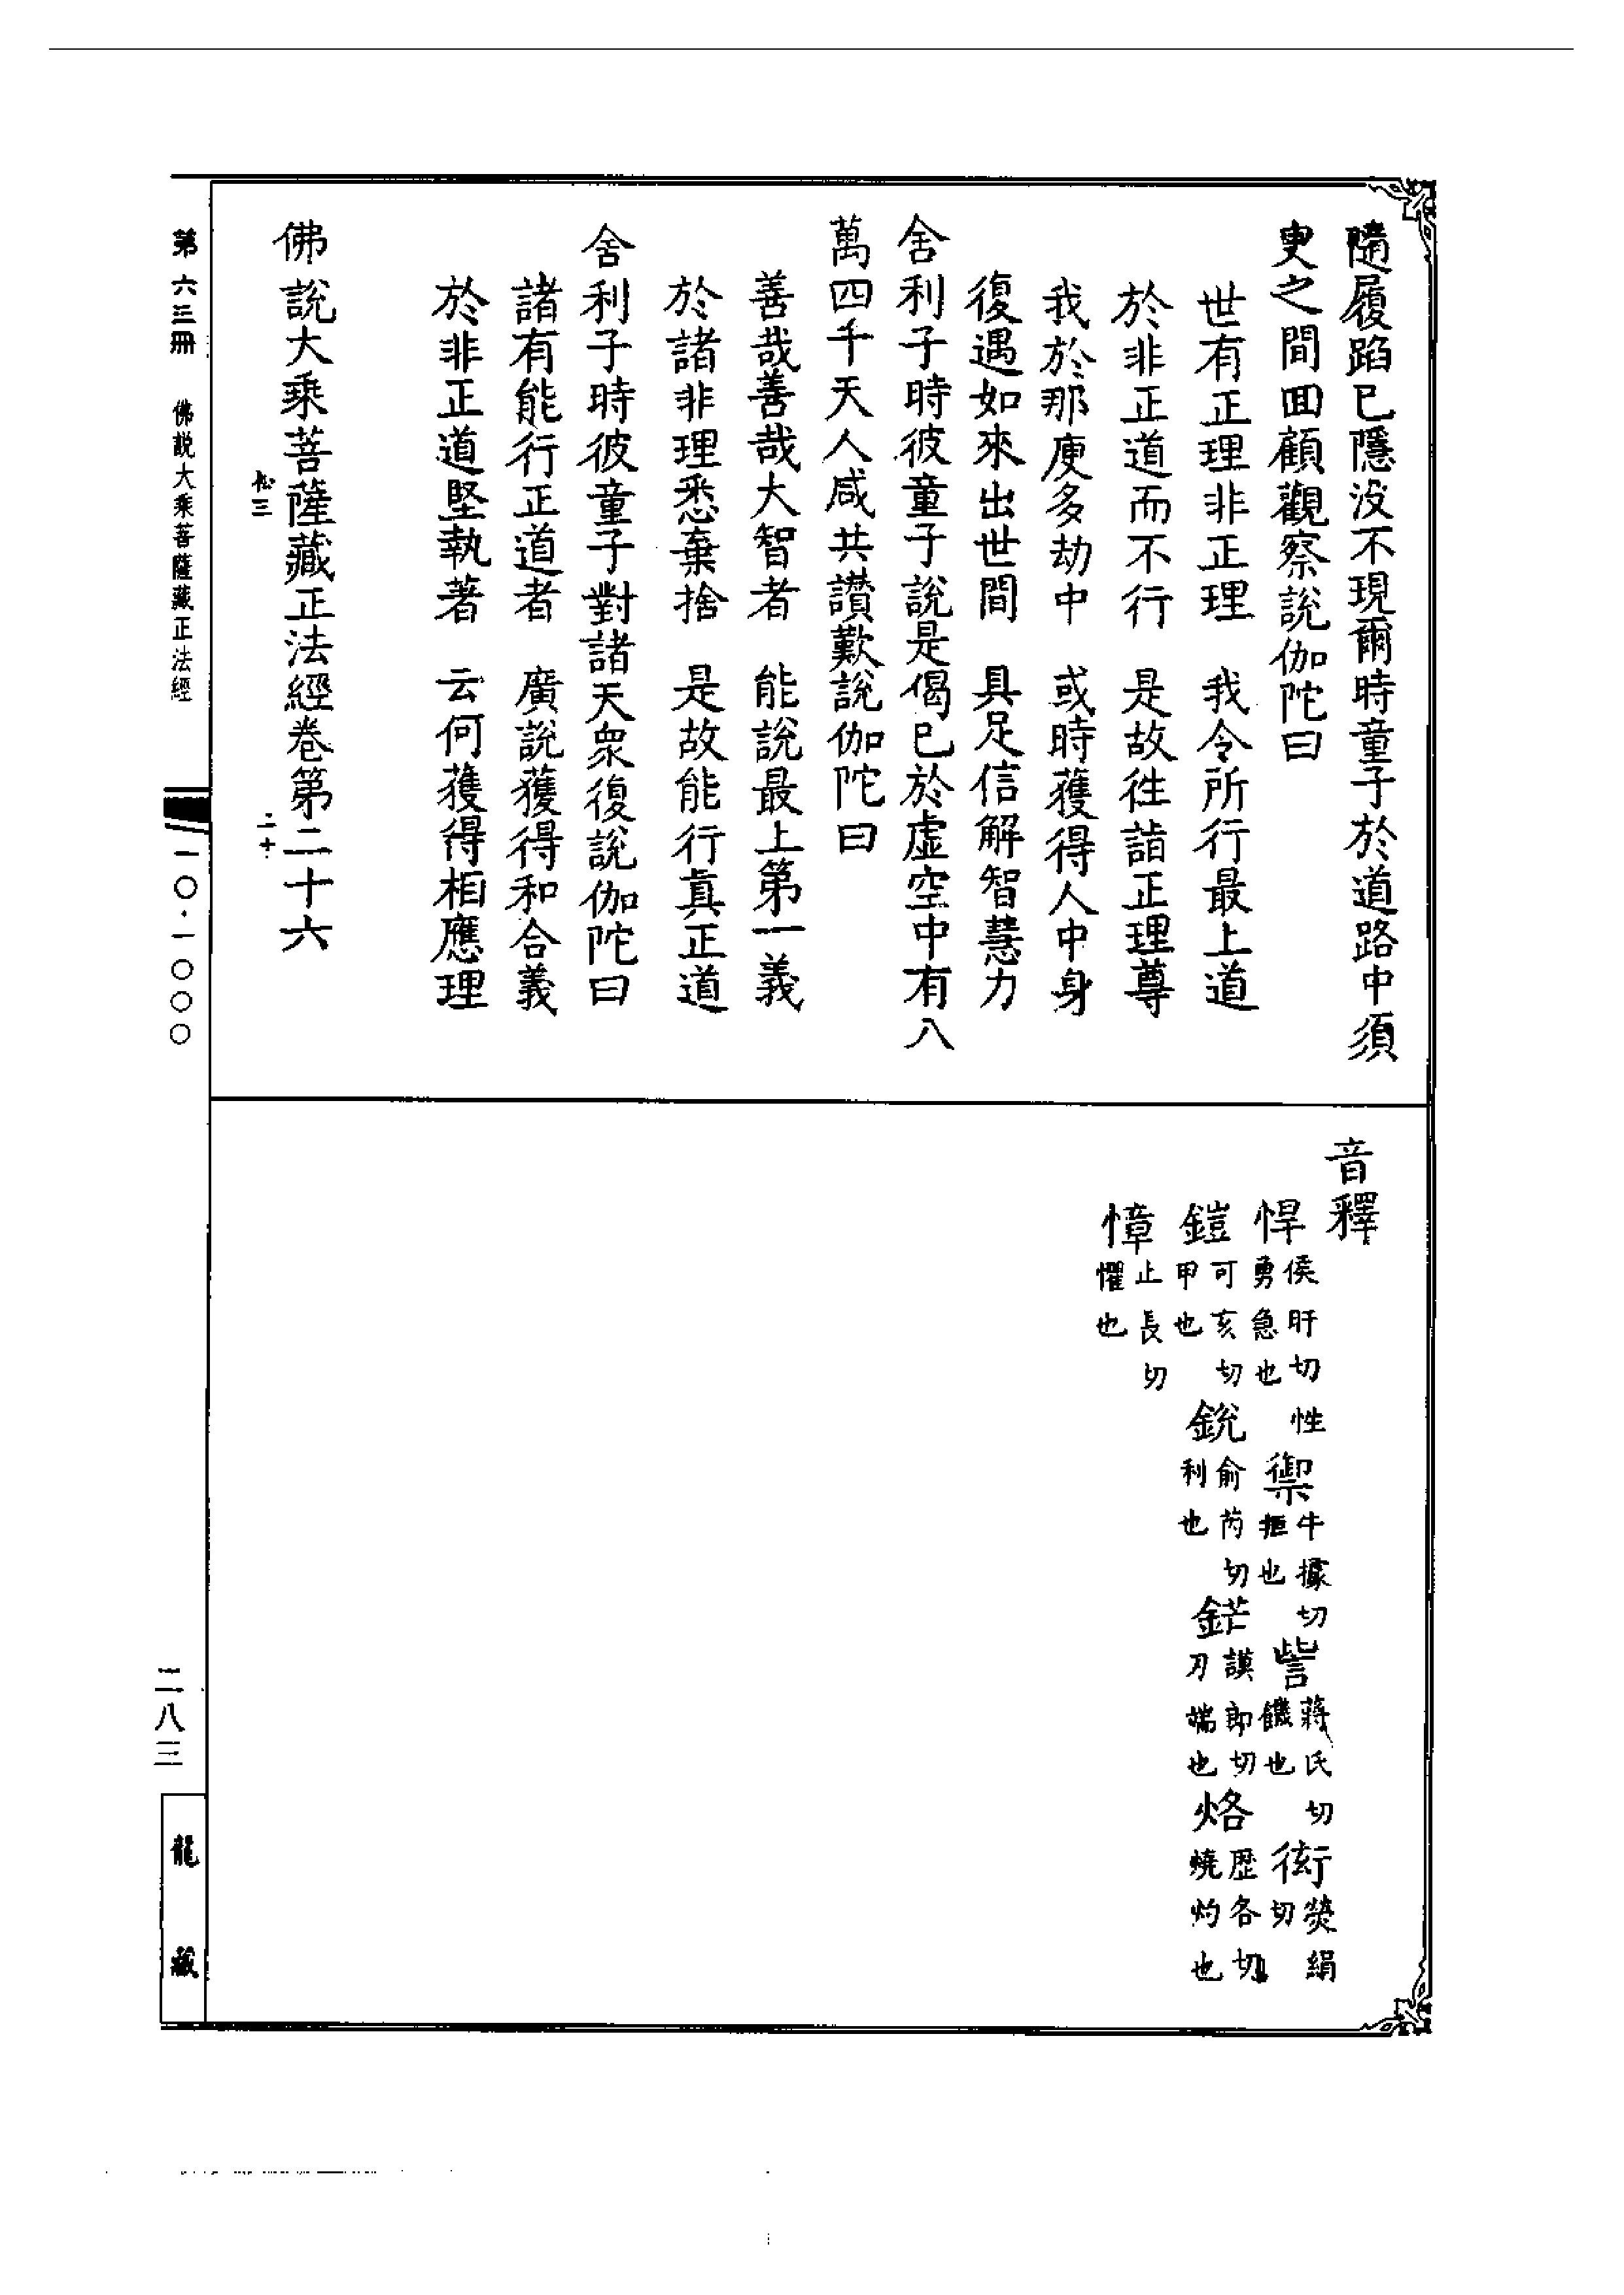 隨履蹈已隱沒不現爾時童子於道路中須
臾之間回顧觀察說伽陀曰
世有正理非正理　我今所行最上道
於非正道而不行　是故往詣正理尊
我於那庾多劫中　或時獲得人中身
復遇如來出世間　具足信解智慧力
舍利子時彼童子說是偈已於虛空中有八
萬四千天人咸共讚歎說伽陀曰
善哉善哉大智者　能說最上第一義
於諸非理悉棄捨　是故能行真正道
舍利子時彼童子對諸天眾復說伽陀曰
諸有能行正道者　廣說獲得和合義
於非正道堅執著　云何獲得相應理
佛說大乘菩薩藏正法經卷第二十六
三　二十
音釋
悍侯肝切性勇急也　禦牛據切拒也　訾蔣氏切饑也　衒熒絹切
鎧可亥切甲也　銳俞芮切利也　鋩謨郎切刀端也　烙歷各切燒灼也
慞止長切懼也
第六三冊　佛説大乘菩薩藏正法經
一〇·一〇〇〇
二八三
龍藏